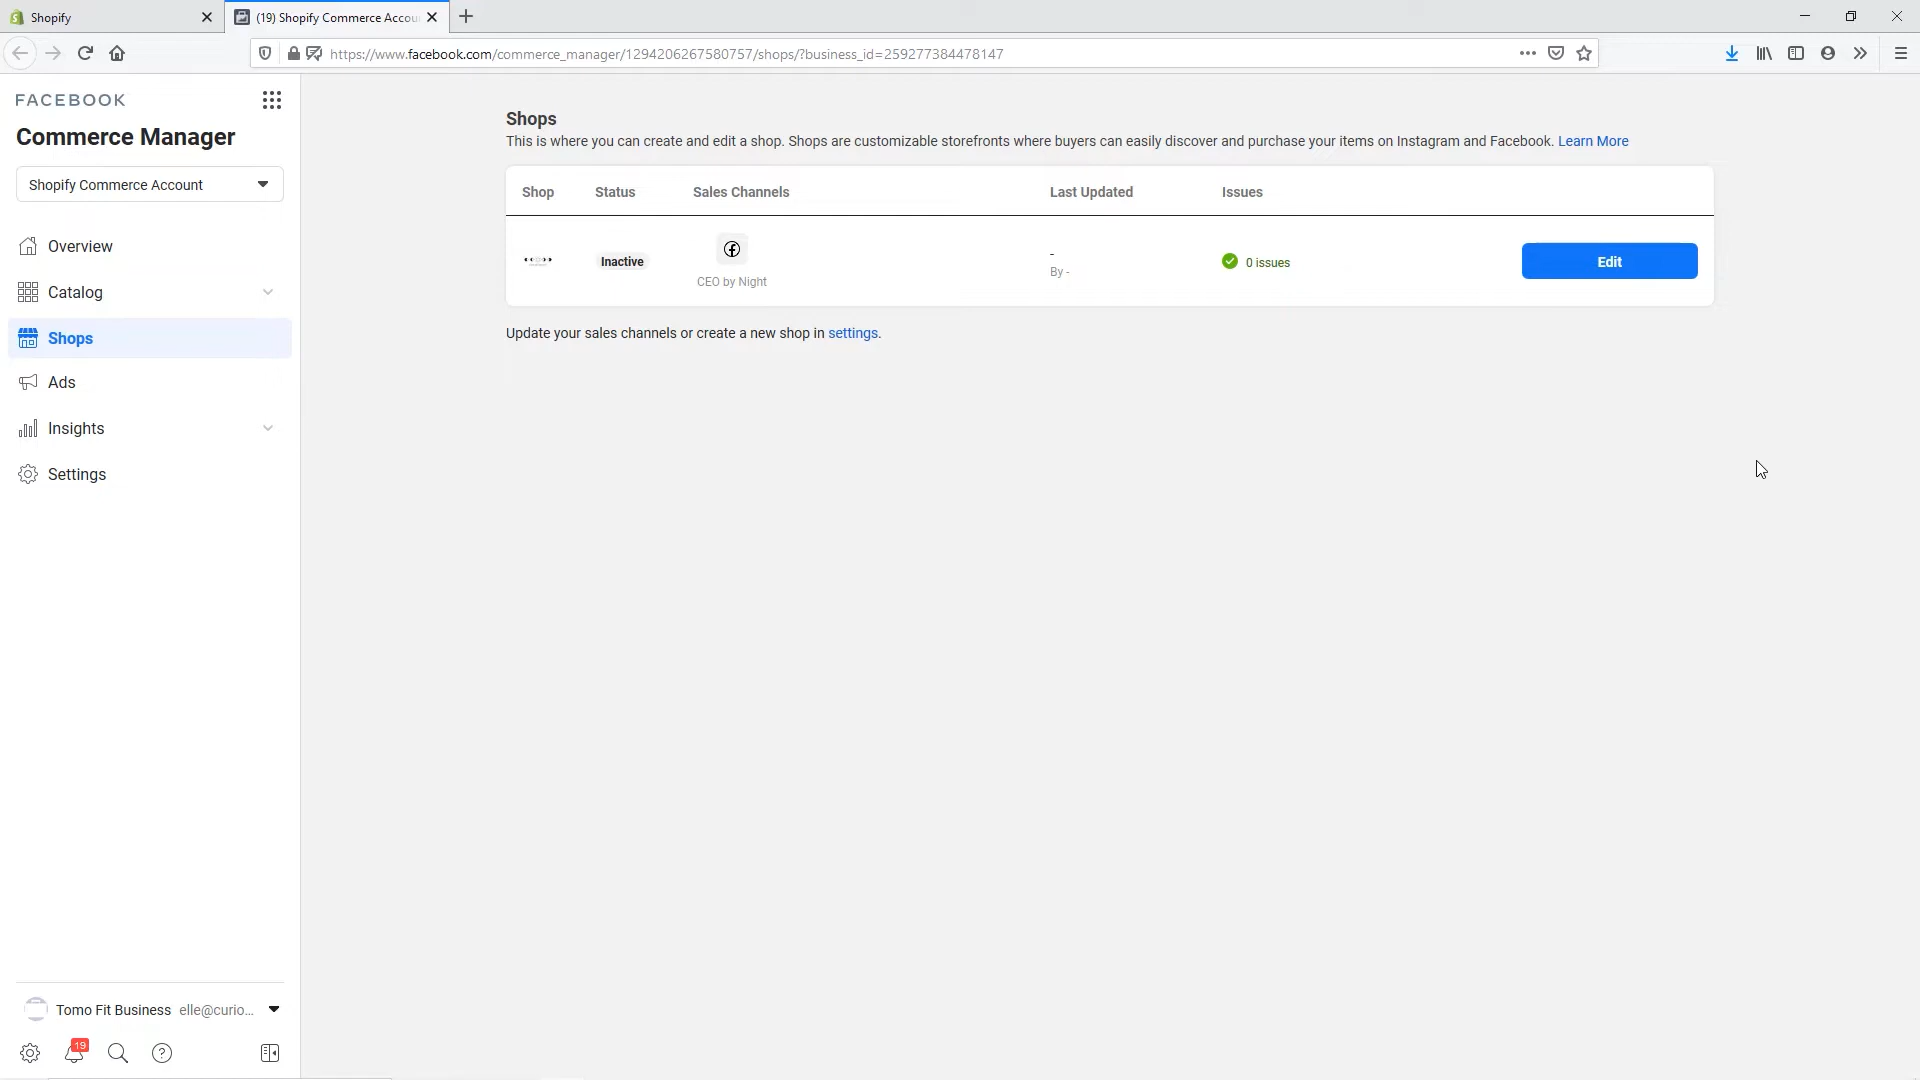 Shopify
(19) Shopify Commerce Accou
https://www.facebook.com/commerce_manager/1294206267580757/shops/?business_id=259277384478147
FACEBOOK
Commerce Manager
Shopify Commerce Account
Overview
Catalog
Shops
Ads
Insights
Settings
Tomo Fit Business elle@curio...
19
Shops
This is where you can create and edit a shop. Shops are customizable storefronts where buyers can easily discover and purchase your items on Instagram and Facebook. Learn More
Shop Status Sales Channels Last Updated Issues
Inactive
CEO by Night
-
By -
0 issues
Edit
Update your sales channels or create a new shop in settings.